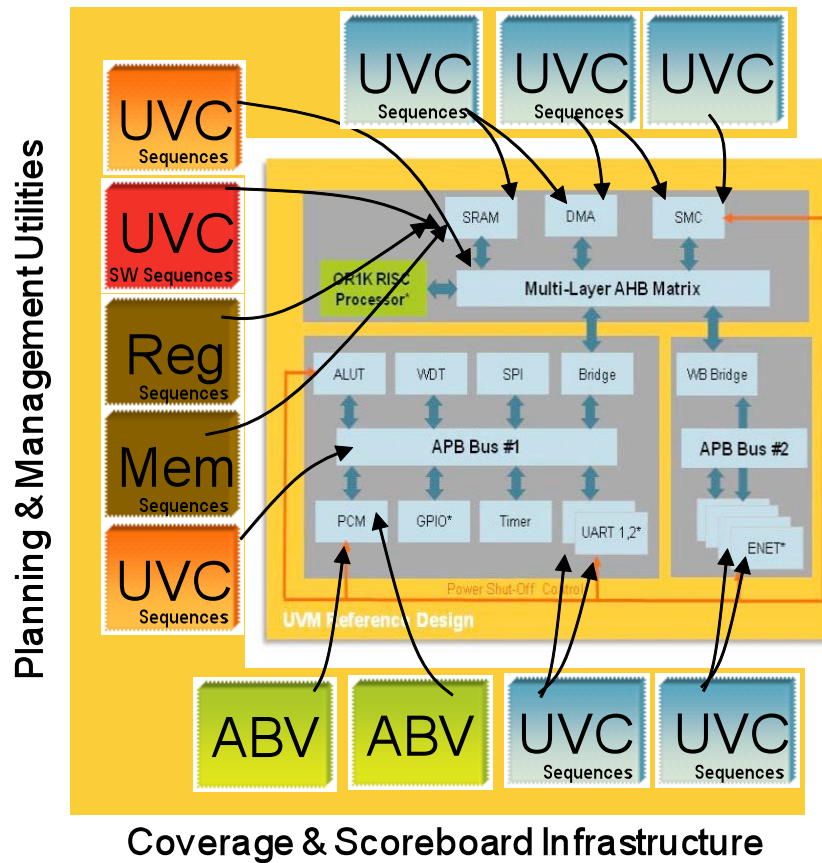 UVC
Sequences
UVC
Sequences
UVC
UVC
Sequences
UVC
SW Sequences
Reg
Sequences
Mem
Sequences
UVC
Sequences
Planning & Management Utilities
SRAM
DMA
SMC
OR1K RISC
Processor*
Multi-Layer AHB Matrix
ALUT
WDT
SPI
Bridge
WB Bridge
APB Bus #1
APB Bus #2
PCM
GPIO*
Timer
UART 1,2*
ENET*
Power Shut-Off Control
UVM Reference Design
ABV
ABV
UVC
Sequences
UVC
Sequences
Coverage & Scoreboard Infrastructure